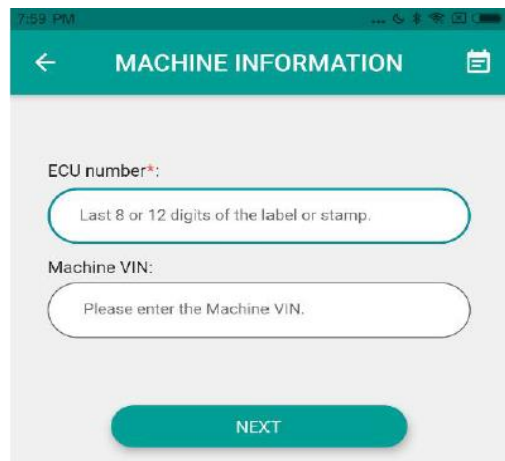 7:59 PM
MACHINE INFORMATION
ECU number*:
Last 8 or 12 digits of the label or stamp.
Machine VIN:
Please enter the Machine VIN.
NEXT